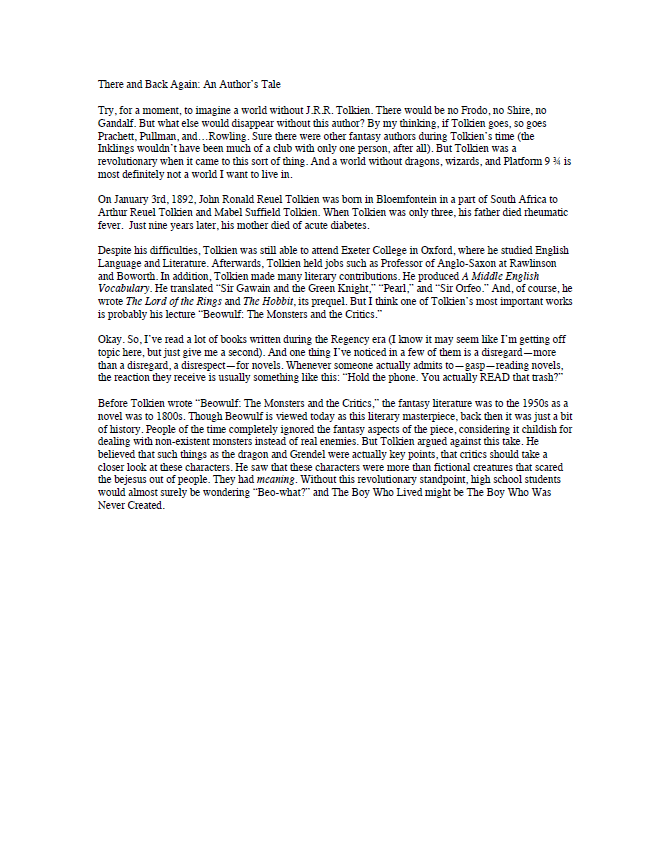 There and Back Again: An Author's Tale
Try, for a moment, to imagine a world without J.R.R. Tolkien. There would be no Frodo, no Shire, no
Gandalf. But what else would disappear without this author? By my thinking, if Tolkien goes, so goes
Prachett, Pullman, and…Rowling. Sure there were other fantasy authors during Tolkien's time (the
Inklings wouldn't have been much of a club with only one person, after all). But Tolkien was a
revolutionary when it came to this sort of thing. And a world without dragons, wizards, and Platform 9 ¾ is
most definitely not a world I want to live in.
On January 3rd, 1892, John Ronald Reuel Tolkien was born in Bloemfontein in a part of South Africa to
Arthur Reuel Tolkien and Mabel Suffield Tolkien. When Tolkien was only three, his father died rheumatic
fever. Just nine years later, his mother died of acute diabetes.
Despite his difficulties, Tolkien was still able to attend Exeter College in Oxford, where he studied English
Language and Literature. Afterwards, Tolkien held jobs such as Professor of Anglo-Saxon at Rawlinson
and Boworth. In addition, Tolkien made many literary contributions. He produced A Middle English
Vocabulary. He translated "Sir Gawain and the Green Knight," "Pearl," and "Sir Orfeo." And, of course, he
wrote The Lord of the Rings and The Hobbit, its prequel. But I think one of Tolkien's most important works
is probably his lecture "Beowulf: The Monsters and the Critics."
Okay. So, I've read a lot of books written during the Regency era (I know it may seem like I'm getting off
topic here, but just give me a second). And one thing I've noticed in a few of them is a disregard—more
than a disregard, a disrespect—for novels. Whenever someone actually admits to—gasp—reading novels,
the reaction they receive is usually something like this: "Hold the phone. You actually READ that trash?"
Before Tolkien wrote "Beowulf: The Monsters and the Critics," the fantasy literature was to the 1950s as a
novel was to 1800s. Though Beowulf is viewed today as this literary masterpiece, back then it was just a bit
of history. People of the time completely ignored the fantasy aspects of the piece, considering it childish for
dealing with non-existent monsters instead of real enemies. But Tolkien argued against this take. He
believed that such things as the dragon and Grendel were actually key points, that critics should take a
closer look at these characters. He saw that these characters were more than fictional creatures that scared
the bejesus out of people. They had meaning. Without this revolutionary standpoint, high school students
would almost surely be wondering "Beo-what?" and The Boy Who Lived might be The Boy Who Was
Never Created.